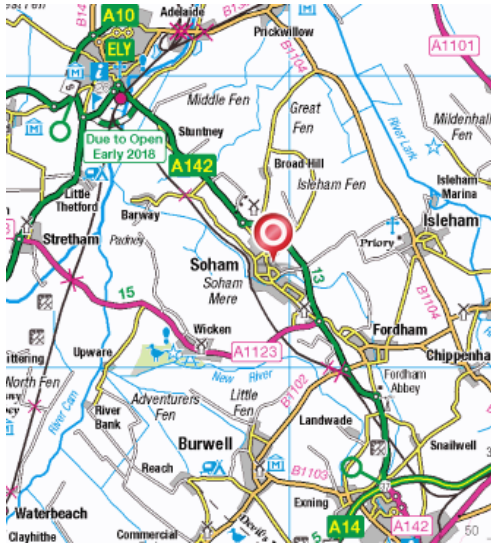 A10
Adelaide
B1104
Prickwillow
A1101
ELY
Middle Fen
Great
Fen
River Lark
Mildenhall
Fen
Due to Open
Early 2018
Stuntney
A142
Broad Hill
Isleham Fen
Isleham
Marina
Little
Thetford
Barway
Padney
Isleham
Stretham
Priory
Soham
Soham
Mere
13
15
Wicken
A1123
B1104
Fordham
Chippenha
Upware
New River
Fordham
Abbey
North Fen
River Cam
Adventurers
Fen
Little
Fen
B1102
River
Bank
Landwade
Burwell
Snailwell
Reach
B1103
Exning
Waterbeach
Clayhithe
Commercial
Devil's
5
A14
A142
50